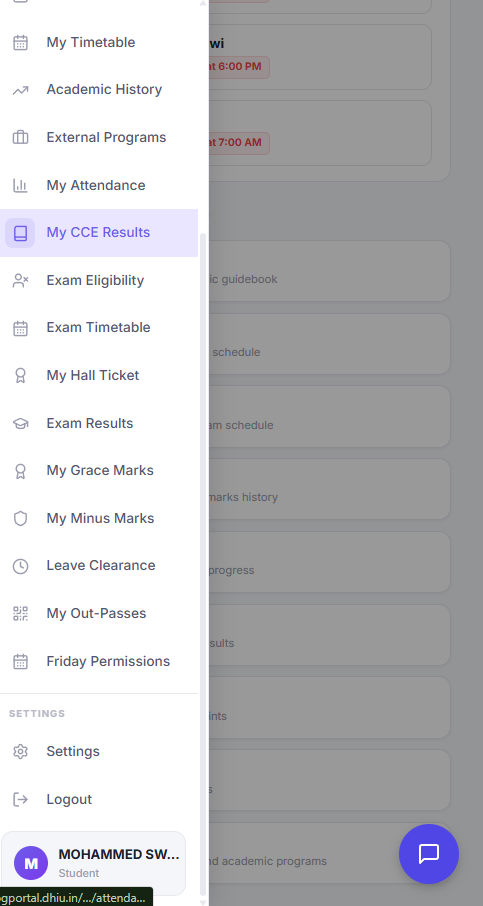 My Timetable
Academic History
External Programs
My Attendance
My CCE Results
Exam Eligibility
Exam Timetable
My Hall Ticket
Exam Results
My Grace Marks
My Minus Marks
Leave Clearance
My Out-Passes
Friday Permissions
SETTINGS
Settings
Logout
M
MOHAMMED SW...
Student
gportal.dhiu.in/.../attenda...
wi
at 6:00 PM
at 7:00 AM
ic guidebook
schedule
am schedule
marks history
progress
sults
ints
s
nd academic programs